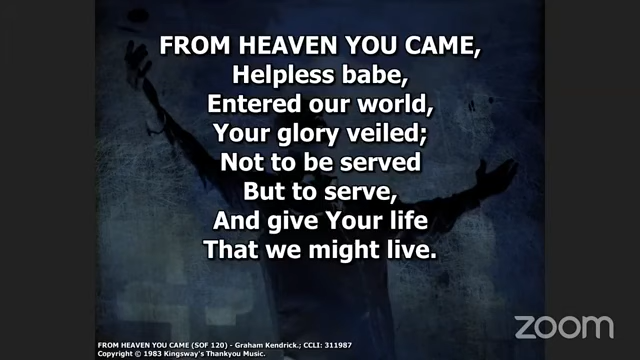 FROM HEAVEN YOU CAME,
Helpless babe,
Entered our world,
Your glory veiled;
Not to be served
But to serve,
And give Your life
That we might live.
FROM HEAVEN YOU CAME (SOF 120) - Graham Kendrick.; CCLI: 311987
Copyright © 1983 Kingsway's Thankyou Music.
zoom